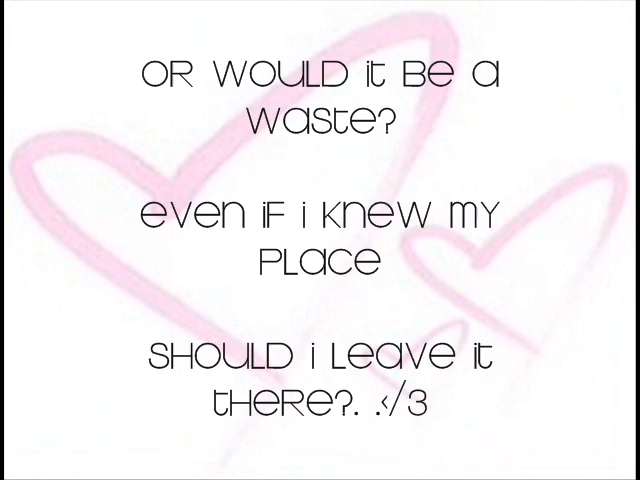 OR WOULD it BE a
waste?
even if i knew my
place
should i leave it
there?. .</3